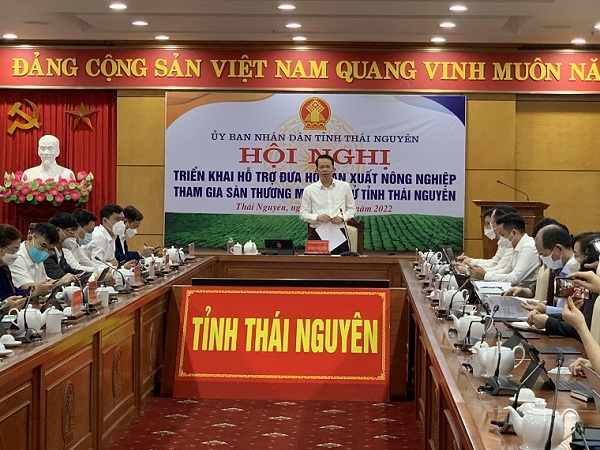 ĐẢNG CỘNG SẢN VIỆT NAM QUANG VINH MUÔN NĂ
ỦY BAN NHÂN DÂN TỈNH THÁI NGUYÊN
HỘI NGHỊ
TRIỂN KHAI HỖ TRỢ ĐƯA HỘ SẢN XUẤT NÔNG NGHIỆP
THAM GIA SÀN THƯƠNG M TỬ TỈNH THÁI NGUYÊN
Thái Nguyên, ng năm 2022
TỈNH THÁI NGUYÊN